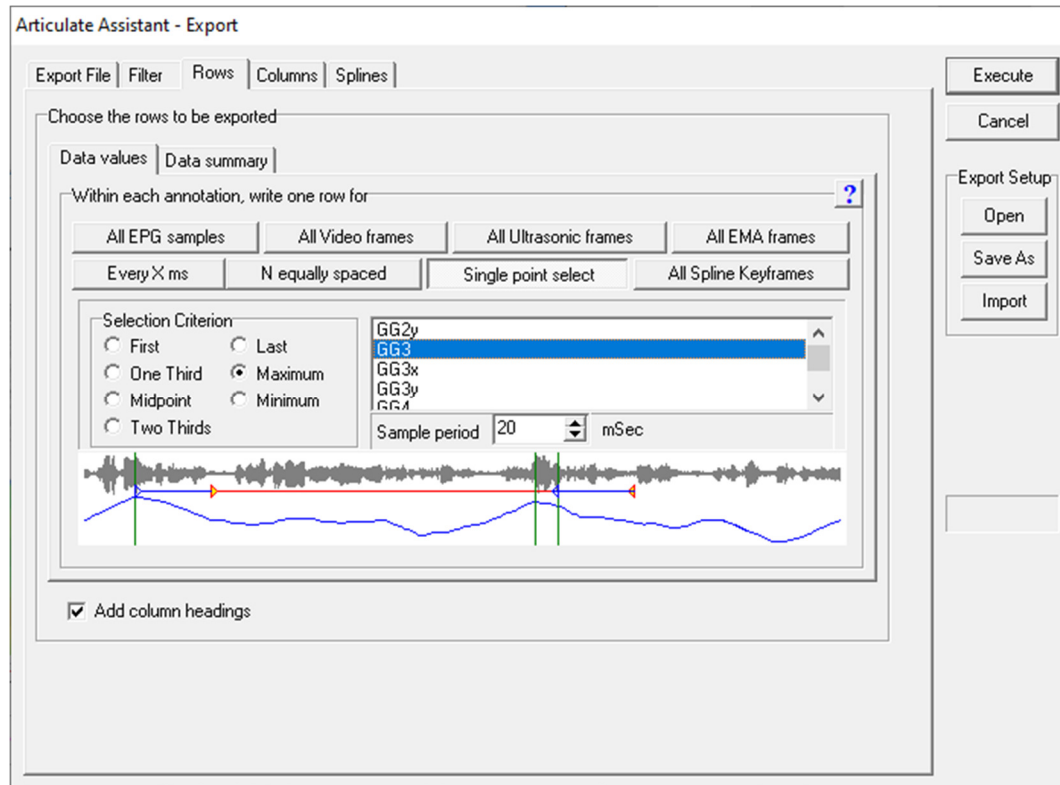 Articulate Assistant - Export
Export File Filter Rows Columns Splines
Execute
Cancel
Choose the rows to be exported
Data values Data summary
Export Setup
Within each annotation, write one row for ?
Open
All EPG samples All Video frames All Ultrasonic frames All EMA frames
Save As
Every X ms N equally spaced Single point select All Spline Keyframes
Import
Selection Criterion
First Last
One Third Maximum
Midpoint Minimum
Two Thirds
GG2y
GG3
GG3x
GG3y
GG4
Sample period 20 mSec
Add column headings